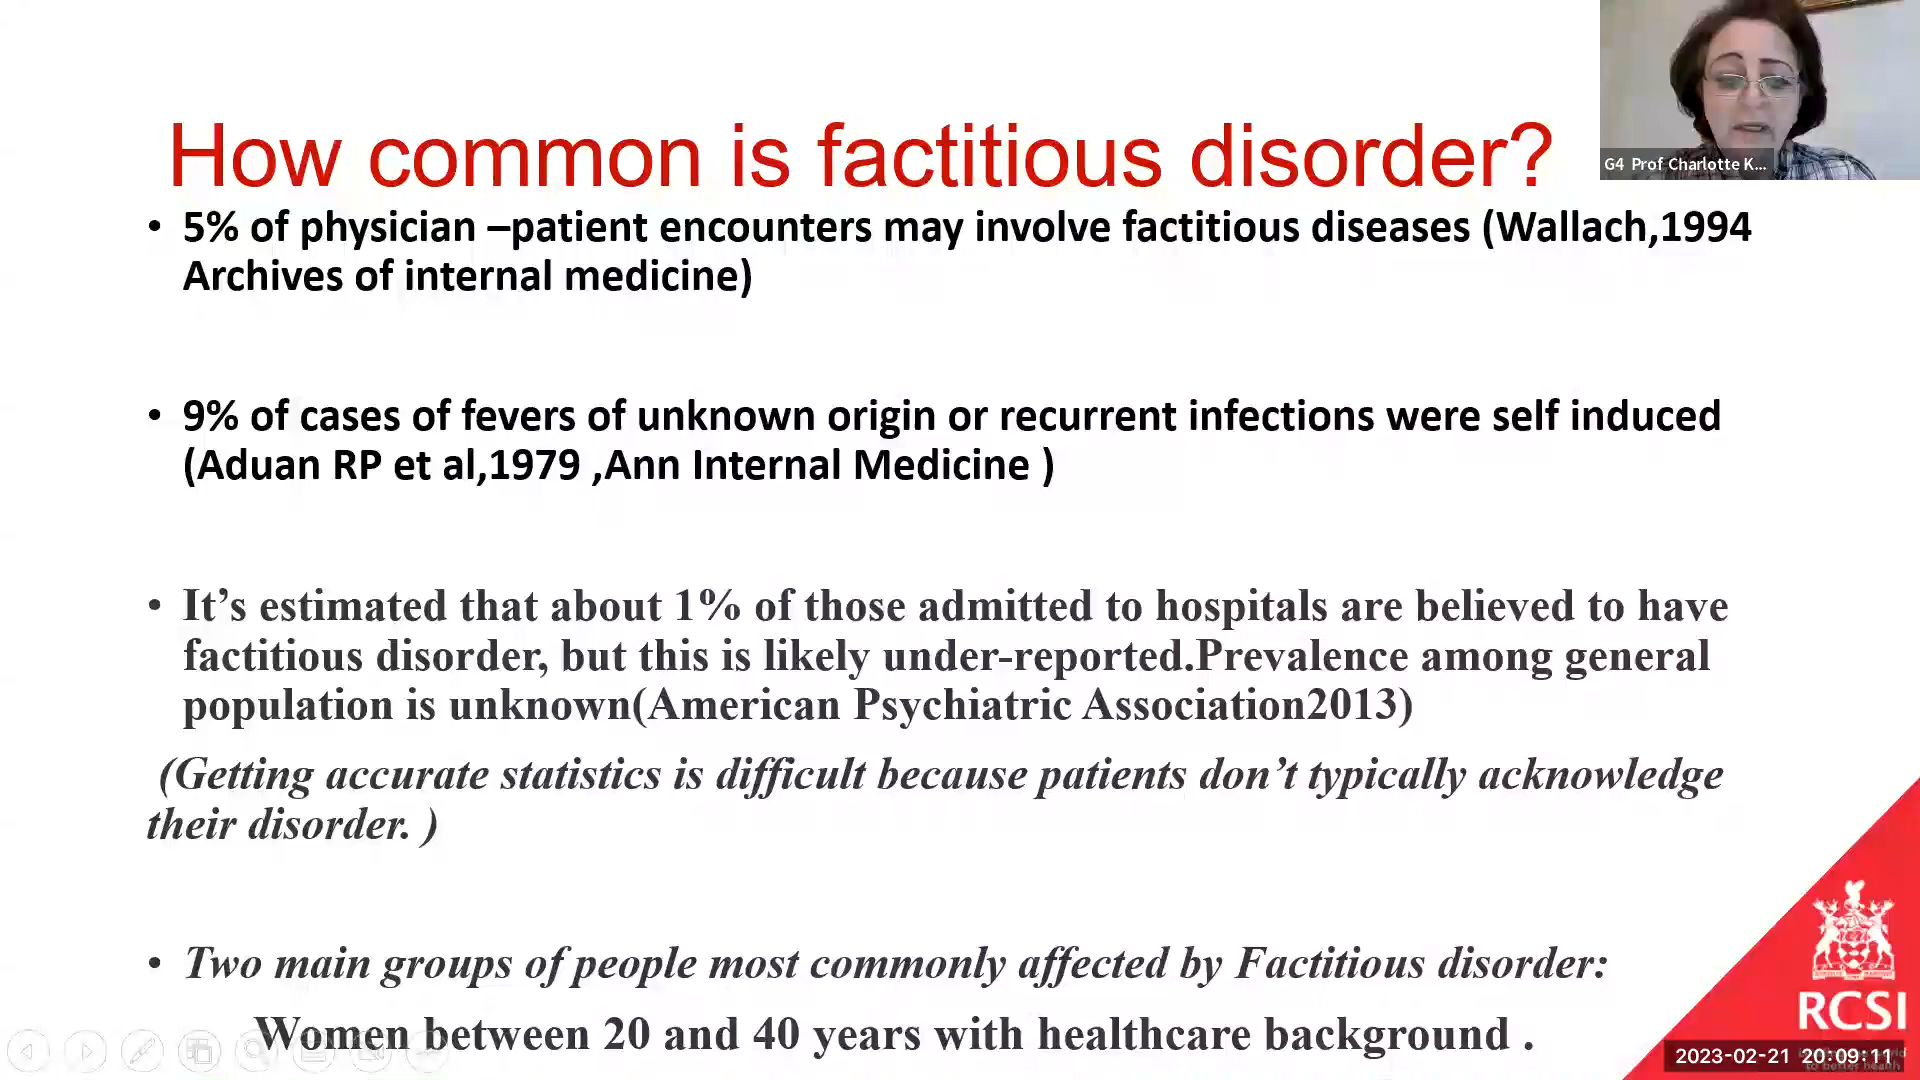 How common is factitious disorder?
G4 Prof Charlotte K...
• 5% of physician –patient encounters may involve factitious diseases (Wallach,1994
Archives of internal medicine)
• 9% of cases of fevers of unknown origin or recurrent infections were self induced
(Aduan RP et al,1979 ,Ann Internal Medicine )
• It’s estimated that about 1% of those admitted to hospitals are believed to have
factitious disorder, but this is likely under-reported.Prevalence among general
population is unknown(American Psychiatric Association2013)
(Getting accurate statistics is difficult because patients don’t typically acknowledge
their disorder. )
• Two main groups of people most commonly affected by Factitious disorder:
Women between 20 and 40 years with healthcare background .
RCSI
2023-02-21 20:09:11
to better health